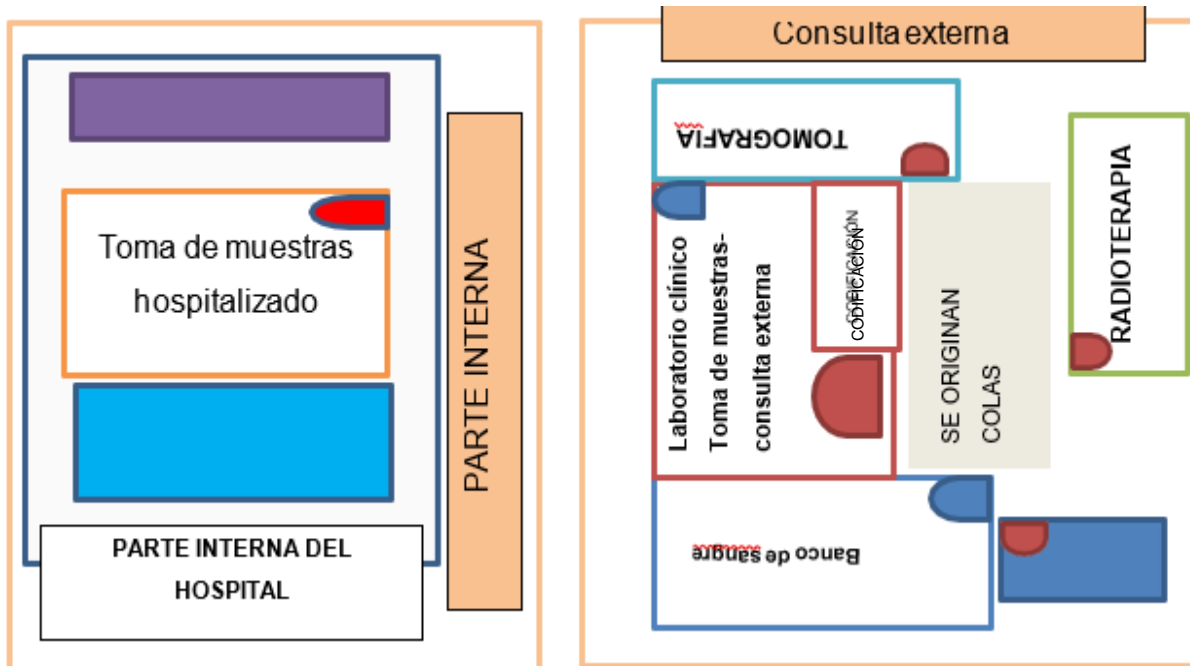 Toma de muestras
hospitalizado
PARTE INTERNA
PARTE INTERNA DEL
HOSPITAL
Consulta externa
TOMOGRAFIA
Laboratorio clínico
Toma de muestras-
consulta externa
CODIFICACIÓN
CODIFICACIÓN
SE ORIGINAN
COLAS
RADIOTERAPIA
Banco de sangre